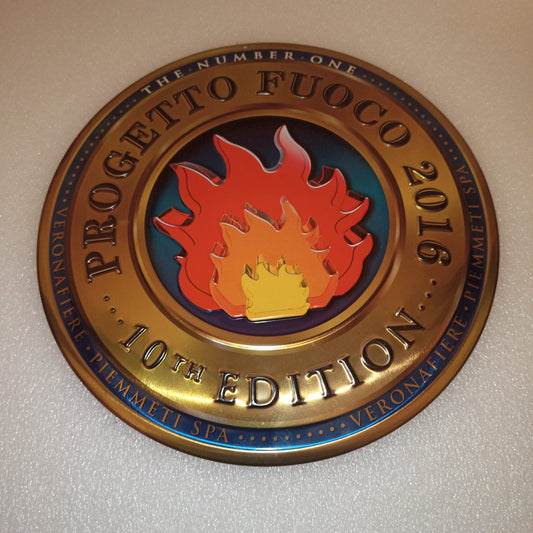 THE NUMBER ONE
PROGETTO FUOCO 2016
10TH EDITION
VERONAFIERE · PIEMMETI SPA
VERONAFIERE · PIEMMETI SPA